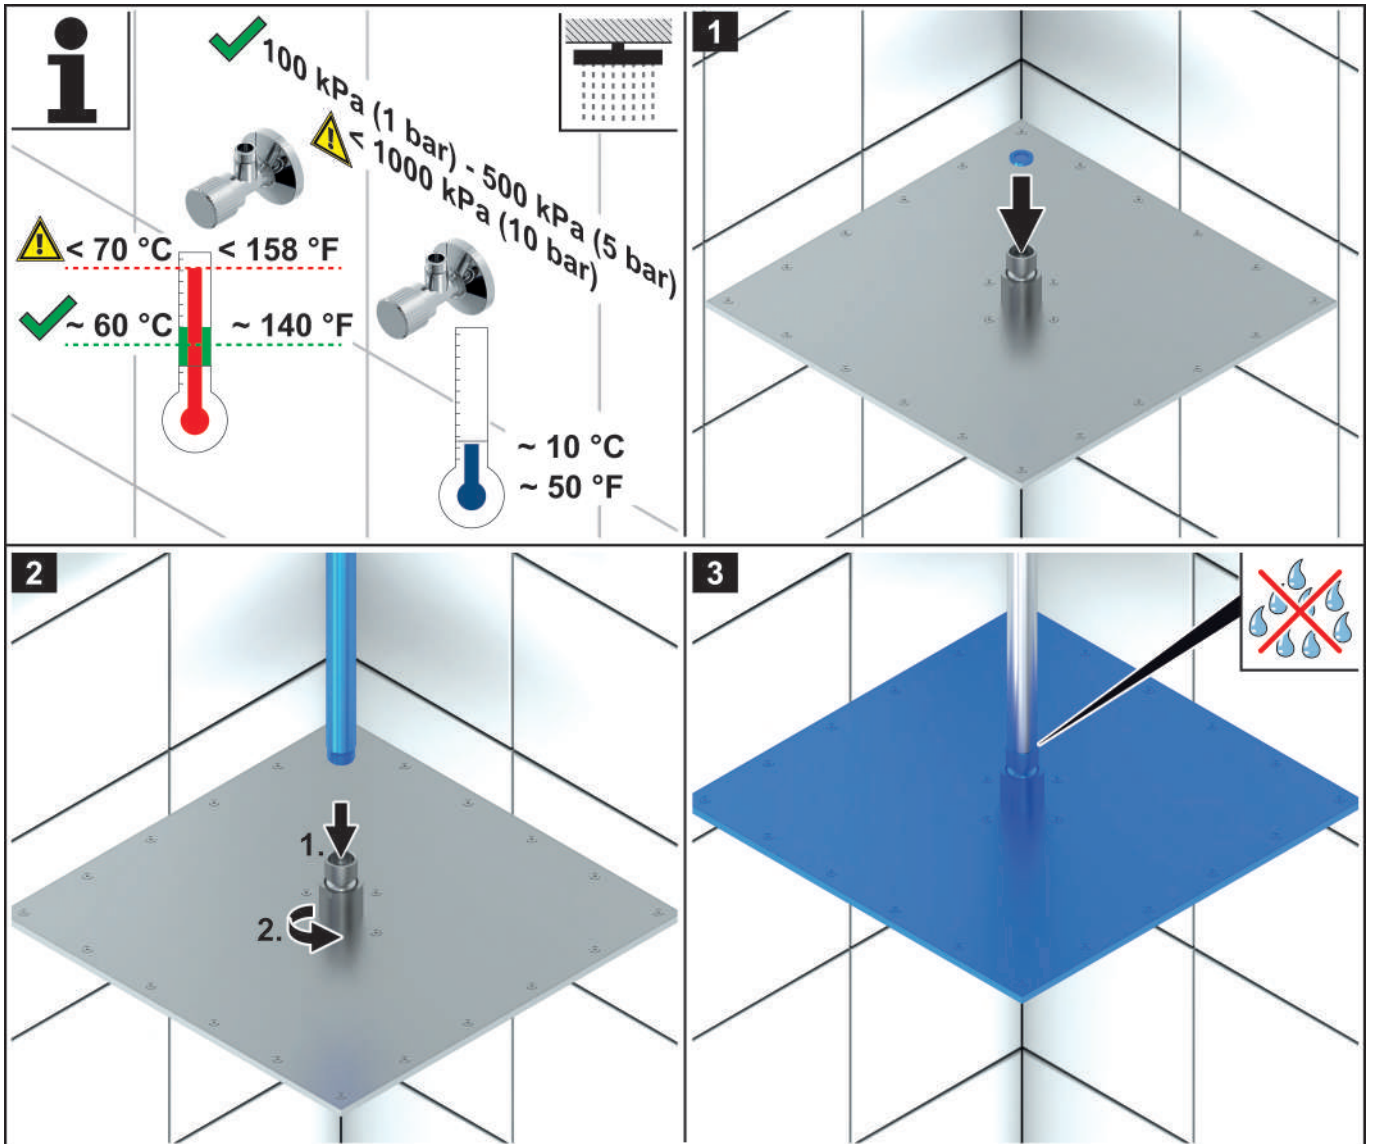 100 kPa (1 bar) - 500 kPa (5 bar)
< 1000 kPa (10 bar)
< 70 °C < 158 °F
~ 60 °C ~ 140 °F
~ 10 °C
~ 50 °F
1
2
1.
2.
3